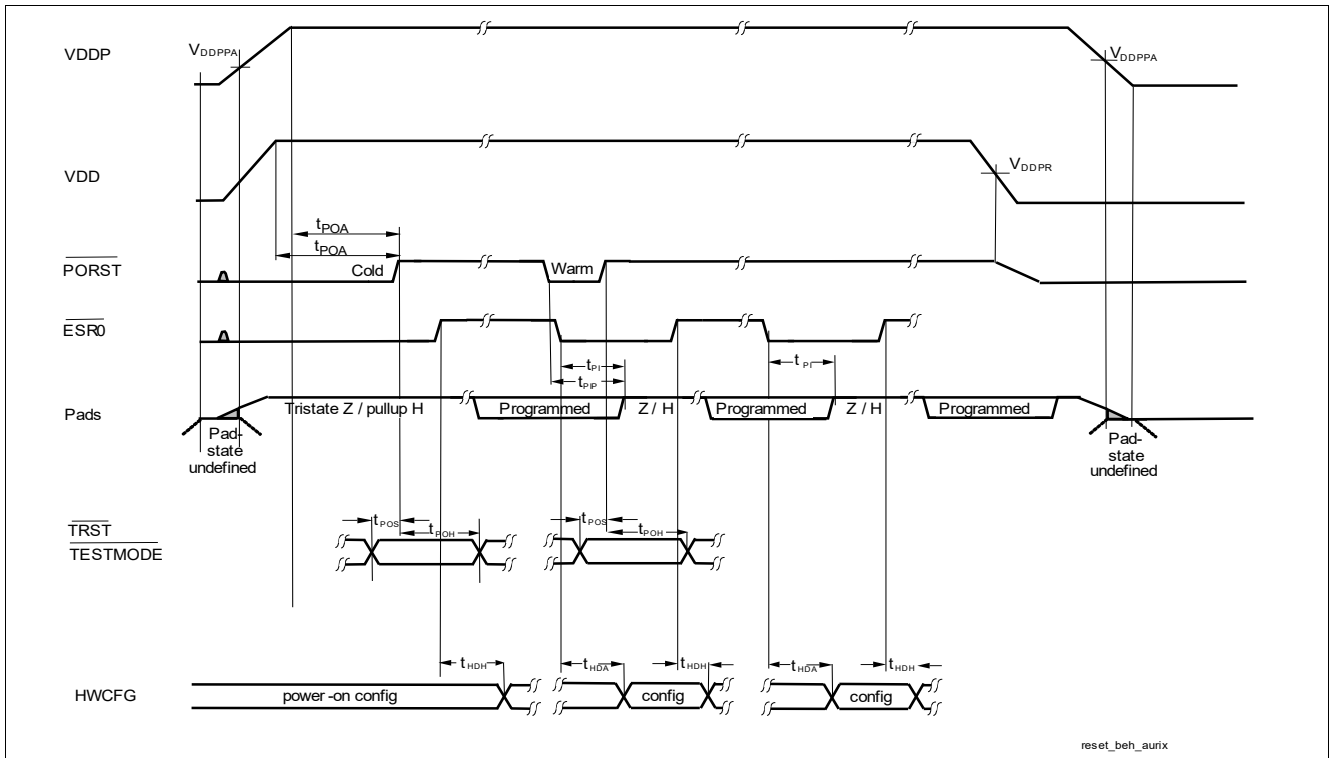 VDDP
VDDPPA
VDDPPA
VDD
VDDPR
tPOA
tPOA
PORST
Cold
Warm
ESR0
tPI
tPI
tPIP
Pads
Tristate Z / pullup H
Programmed
Z / H
Programmed
Z / H
Programmed
Pad-
state
undefined
Pad-
state
undefined
TRST
TESTMODE
tPOS
tPOH
tPOS
tPOH
HWCFG
tHDH
tHDA
tHDH
tHDA
tHDH
power -on config
config
config
reset_beh_aurix